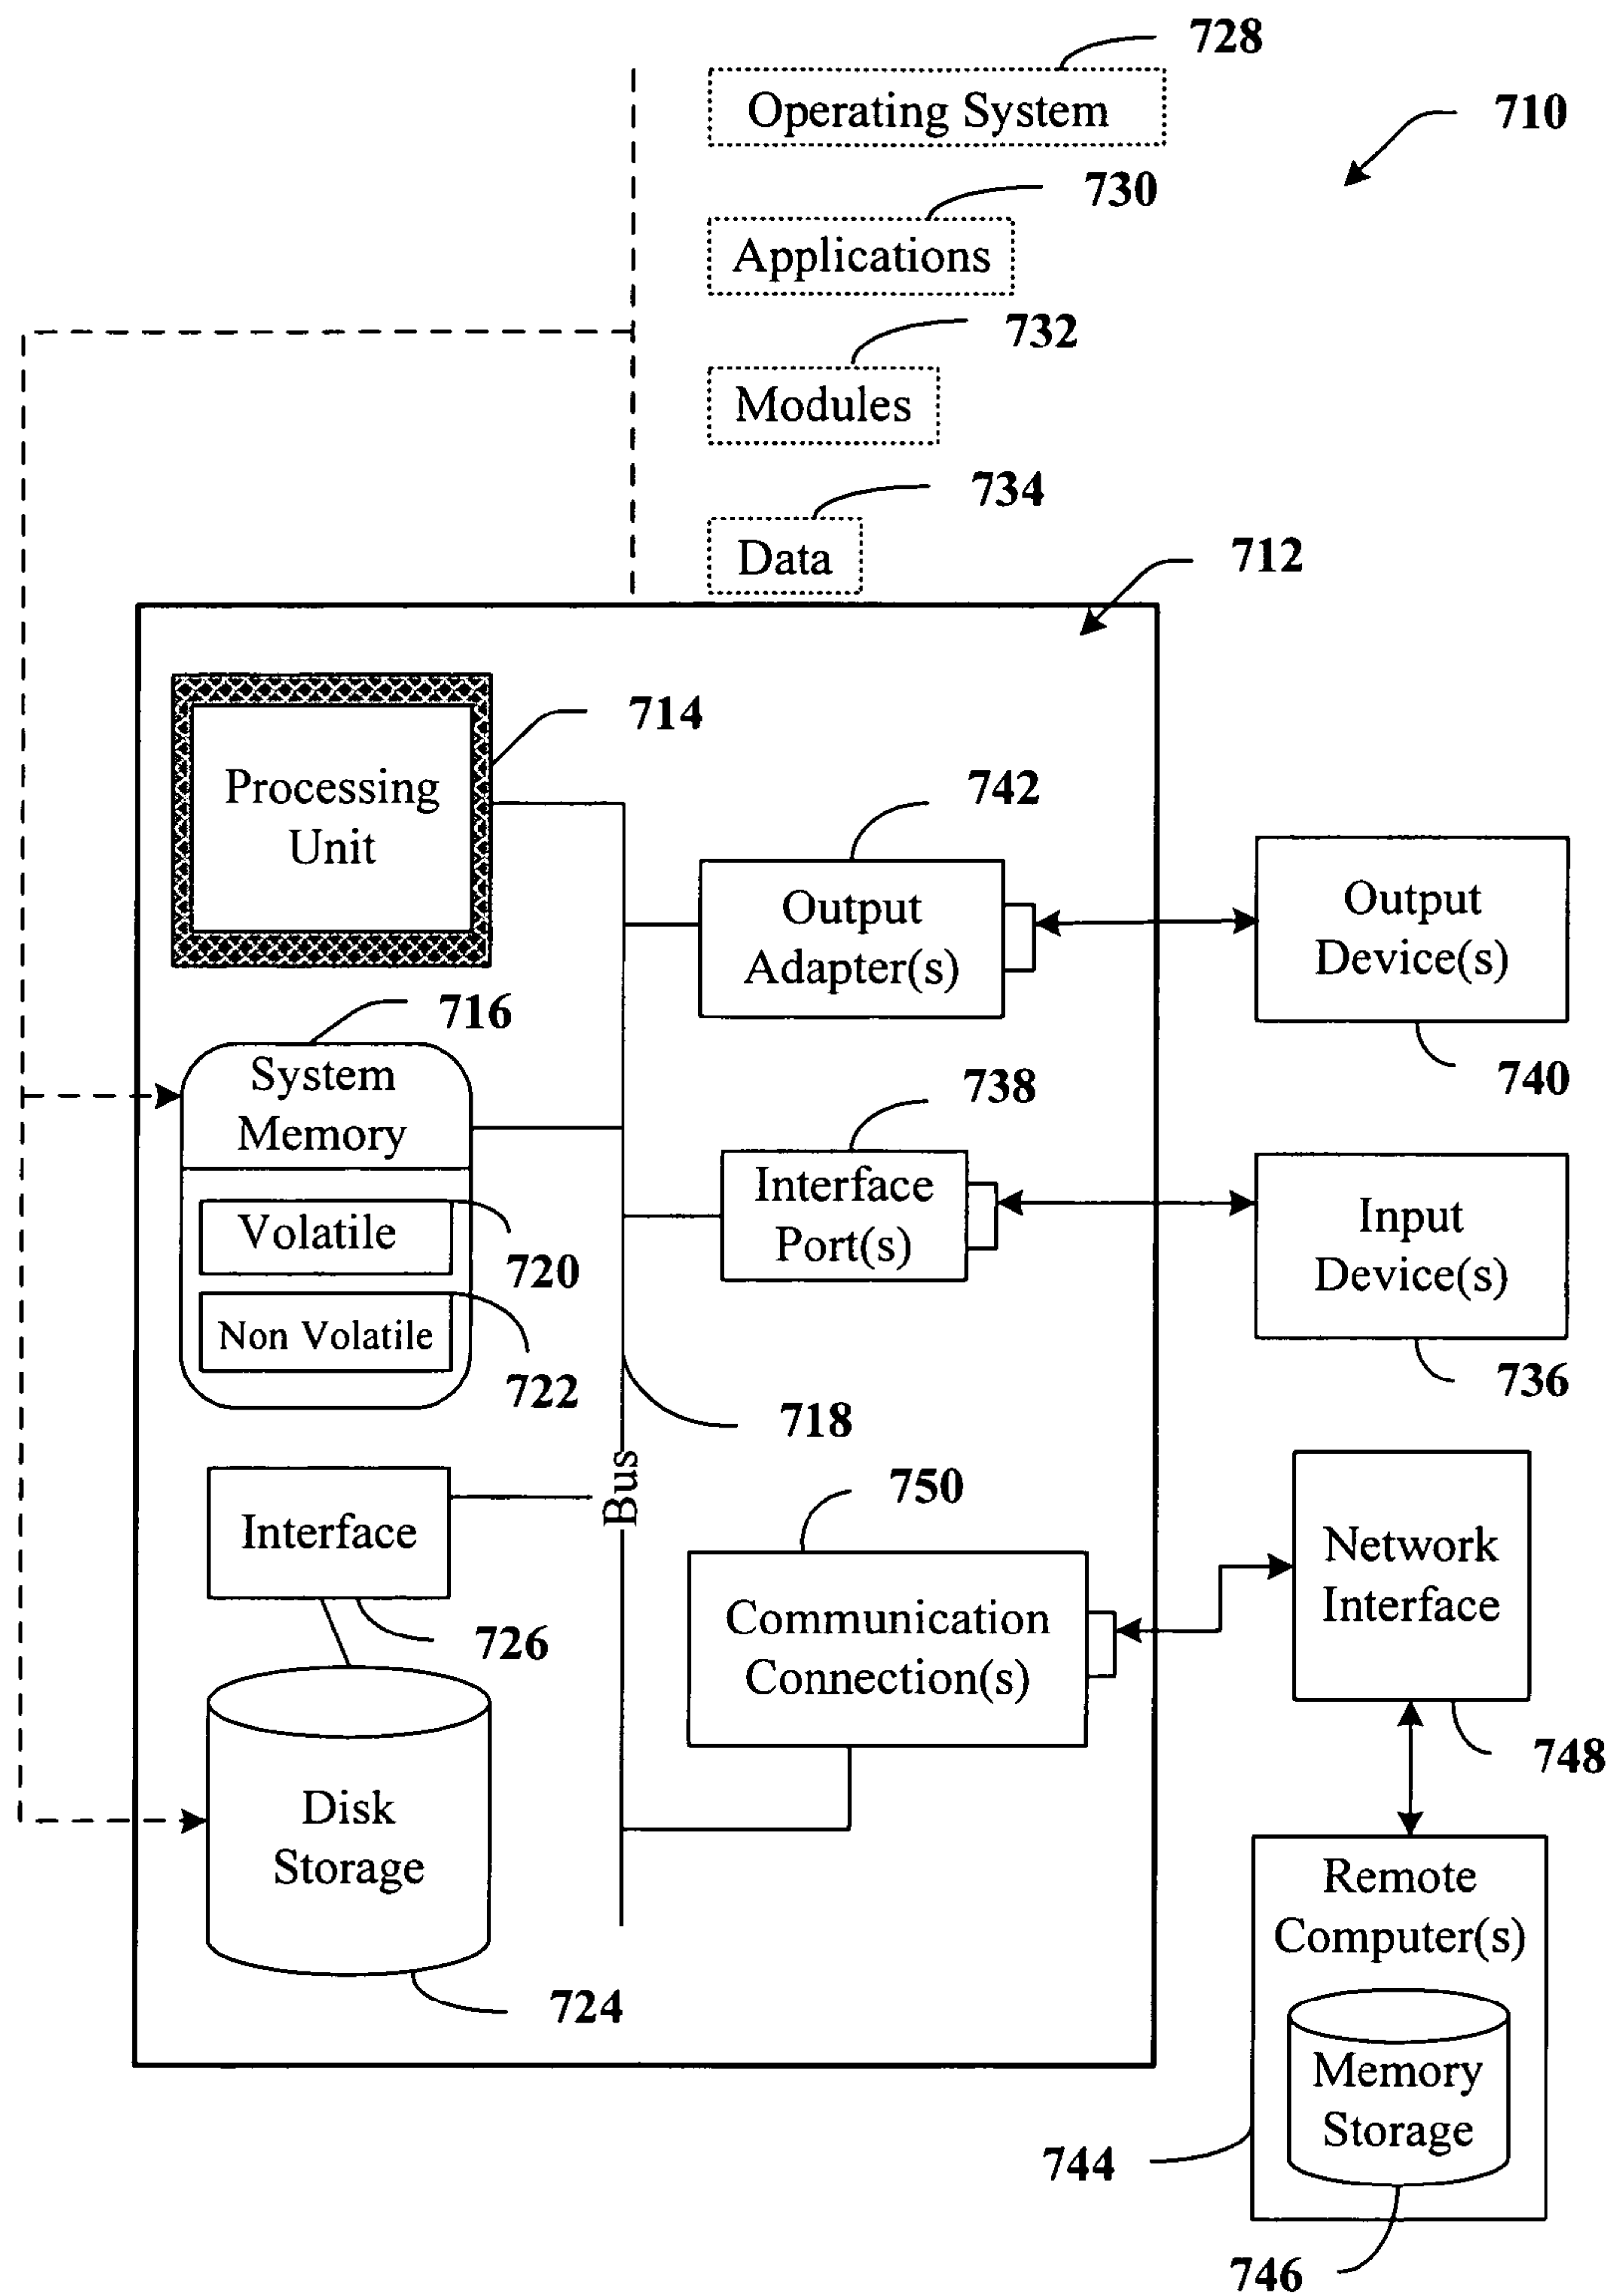 728
Operating System
710
730
Applications
732
Modules
734
Data
712
714
Processing
Unit
742
Output
Adapter(s)
Output
Device(s)
740
716
System
Memory
738
Interface
Port(s)
Input
Device(s)
736
Volatile
720
Non Volatile
722
718
Bus
750
Interface
726
Communication
Connection(s)
Network
Interface
748
Disk
Storage
724
Remote
Computer(s)
Memory
Storage
744
746